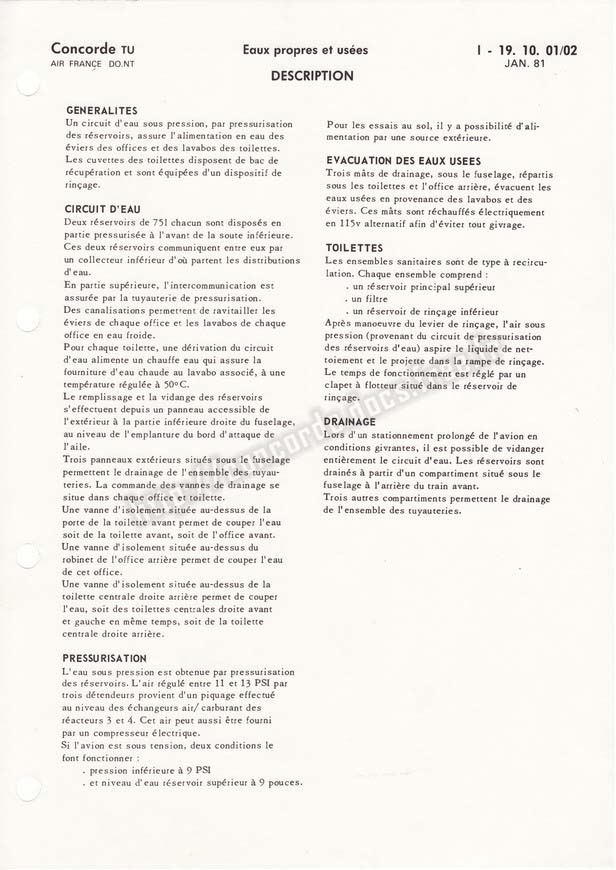 Concorde TU
AIR FRANCE DO.NT
Eaux propres et usées
DESCRIPTION
I - 19. 10. 01/02
JAN. 81
GENERALITES
Un circuit d'eau sous pression, par pressurisation
des réservoirs, assure l'alimentation en eau des
éviers des offices et des lavabos des toilettes.
Les cuvettes des toilettes disposent de bac de
récupération et sont équipées d'un dispositif de
rinçage.
CIRCUIT D'EAU
Deux réservoirs de 75l chacun sont disposés en
partie pressurisée à l'avant de la soute inférieure.
Ces deux réservoirs communiquent entre eux par
un collecteur inférieur d'où partent les distributions
d'eau.
En partie supérieure, l'intercommunication est
assurée par la tuyauterie de pressurisation.
Des canalisations permettent de ravitailler les
éviers de chaque office et les lavabos de chaque
office en eau froide.
Pour chaque toilette, une dérivation du circuit
d'eau alimente un chauffe eau qui assure la
fourniture d'eau chaude au lavabo associé, à une
température régulée à 50°C.
Le remplissage et la vidange des réservoirs
s'effectuent depuis un panneau accessible de
l'extérieur à la partie inférieure droite du fuselage,
au niveau de l'emplanture du bord d'attaque de
l'aile.
Trois panneaux extérieurs situés sous le fuselage
permettent le drainage de l'ensemble des tuyau-
teries. La commande des vannes de drainage se
situe dans chaque office et toilette.
Une vanne d'isolement située au-dessus de la
porte de la toilette avant permet de couper l'eau
soit de la toilette avant, soit de l'office avant.
Une vanne d'isolement située au-dessus du
robinet de l'office arrière permet de couper l'eau
de cet office.
Une vanne d'isolement située au-dessus de la
toilette centrale droite arrière permet de couper
l'eau, soit des toilettes centrales droite avant
et gauche en même temps, soit de la toilette
centrale droite arrière.
PRESSURISATION
L'eau sous pression est obtenue par pressurisation
des réservoirs. L'air régulé entre 11 et 13 PSI par
trois détendeurs provient d'un piquage effectué
au niveau des échangeurs air/ carburant des
réacteurs 3 et 4. Cet air peut aussi être fourni
par un compresseur électrique.
Si l'avion est sous tension, deux conditions le
font fonctionner :
. pression inférieure à 9 PSI
. et niveau d'eau réservoir supérieur à 9 pouces.
Pour les essais au sol, il y a possibilité d'ali-
mentation par une source extérieure.
EVACUATION DES EAUX USEES
Trois mâts de drainage, sous le fuselage, répartis
sous les toilettes et l'office arrière, évacuent les
eaux usées en provenance des lavabos et des
éviers. Ces mâts sont réchauffés électriquement
en 115v alternatif afin d'éviter tout givrage.
TOILETTES
Les ensembles sanitaires sont de type à recircu-
lation. Chaque ensemble comprend :
. un réservoir principal supérieur
. un filtre
. un réservoir de rinçage inférieur
Après manoeuvre du levier de rinçage, l'air sous
pression (provenant du circuit de pressurisation
des réservoirs d'eau) aspire le liquide de net-
toiement et le projette dans la rampe de rinçage.
Le temps de fonctionnement est réglé par un
clapet à flotteur situé dans le réservoir de
rinçage.
DRAINAGE
Lors d'un stationnement prolongé de l'avion en
conditions givrantes, il est possible de vidanger
entièrement le circuit d'eau. Les réservoirs sont
drainés à partir d'un compartiment situé sous le
fuselage à l'arrière du train avant.
Trois autres compartiments permettent le drainage
de l'ensemble des tuyauteries.